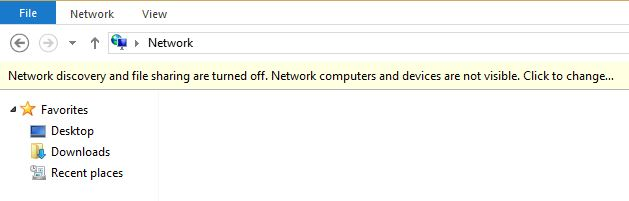 File Network View
Network
Network discovery and file sharing are turned off. Network computers and devices are not visible. Click to change...
Favorites
Desktop
Downloads
Recent places